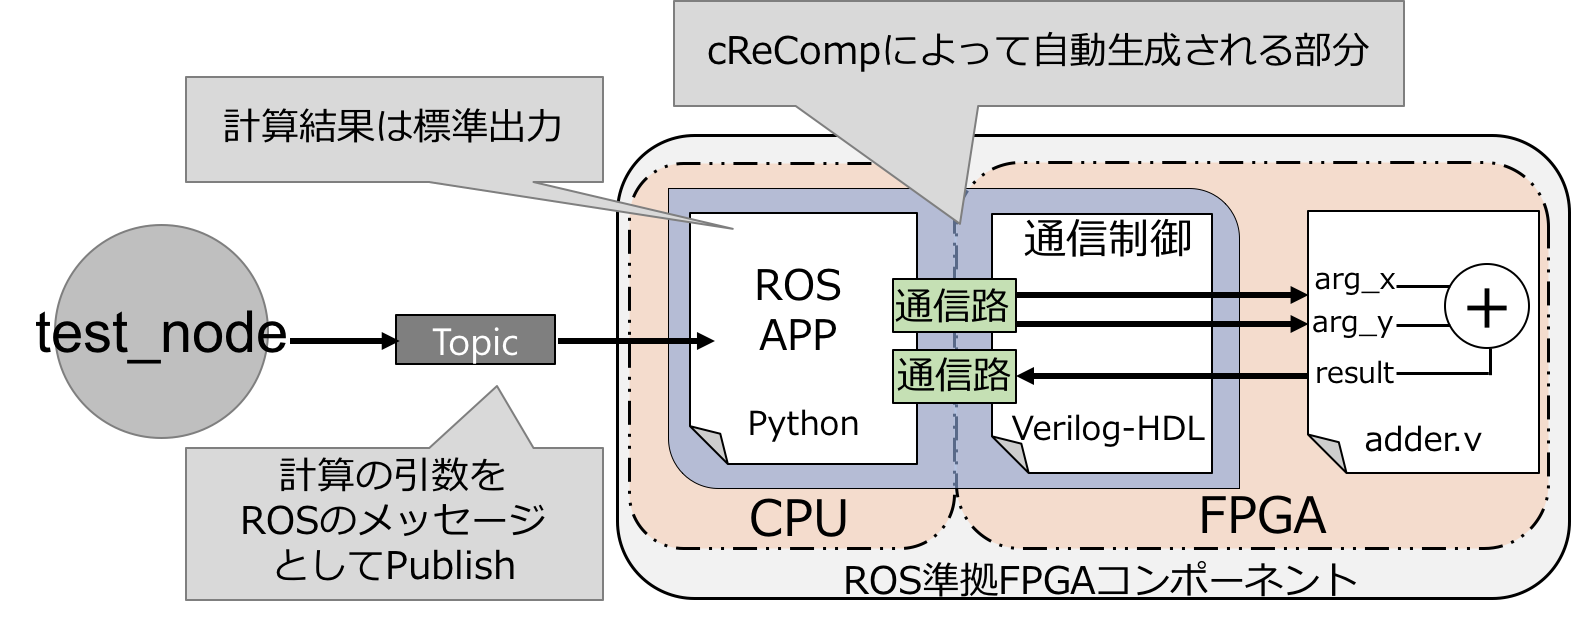 cReCompによって自動生成される部分
計算結果は標準出力
test_node
Topic
計算の引数を
ROSのメッセージ
としてPublish
ROS
APP
Python
通信路
通信路
通信制御
Verilog-HDL
arg_x
arg_y
result
+
adder.v
CPU
FPGA
ROS準拠FPGAコンポーネント